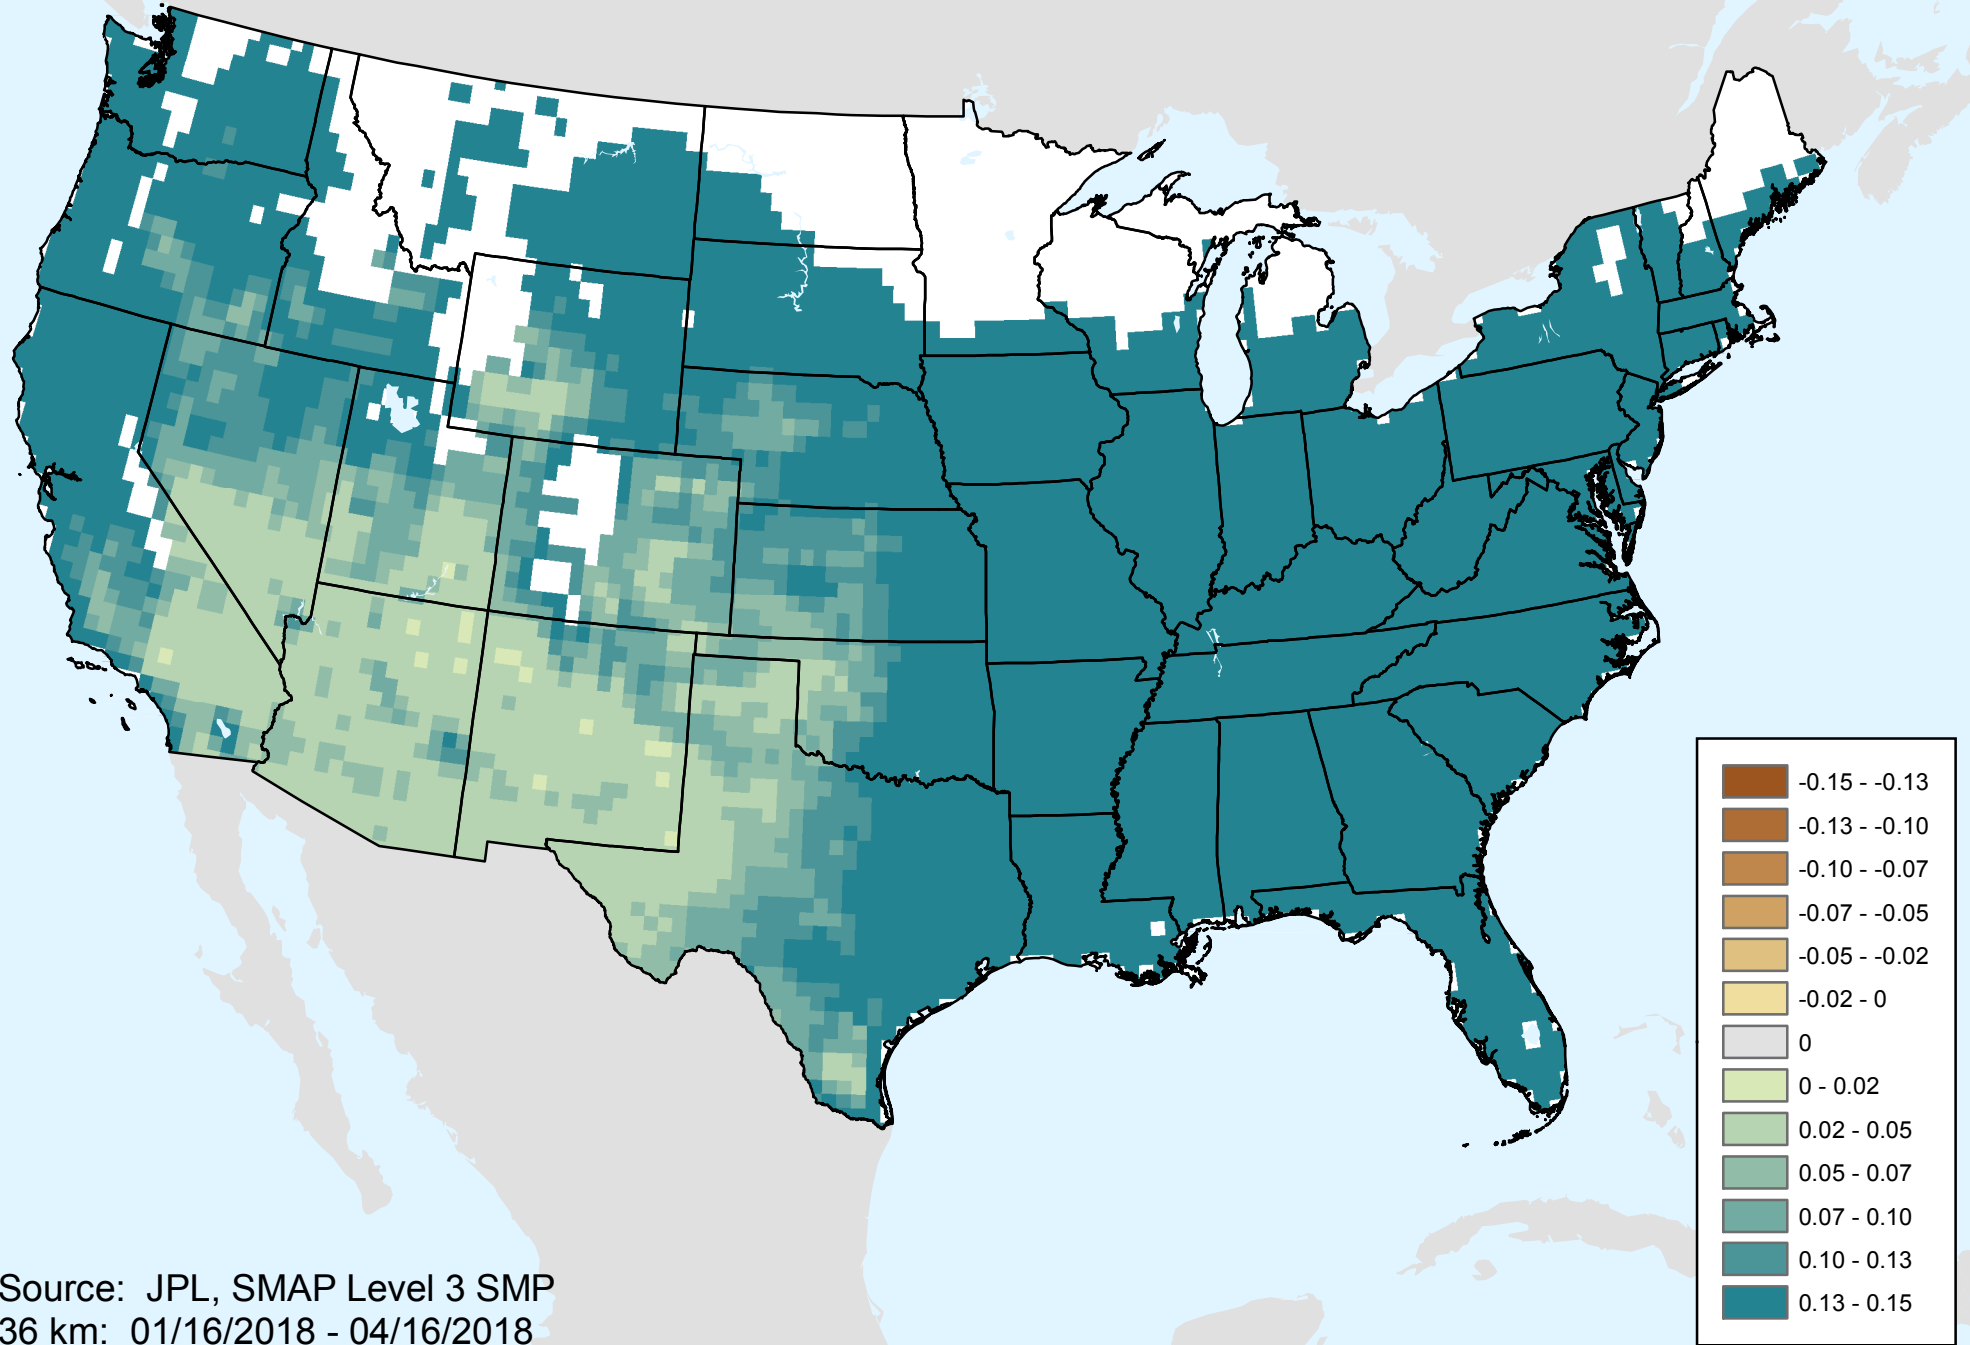 -0.15 - -0.13
-0.13 - -0.10
-0.10 - -0.07
-0.07 - -0.05
-0.05 - -0.02
-0.02 - 0
0
0 - 0.02
0.02 - 0.05
0.05 - 0.07
0.07 - 0.10
0.10 - 0.13
0.13 - 0.15
Source: JPL, SMAP Level 3 SMP
36 km: 01/16/2018 - 04/16/2018